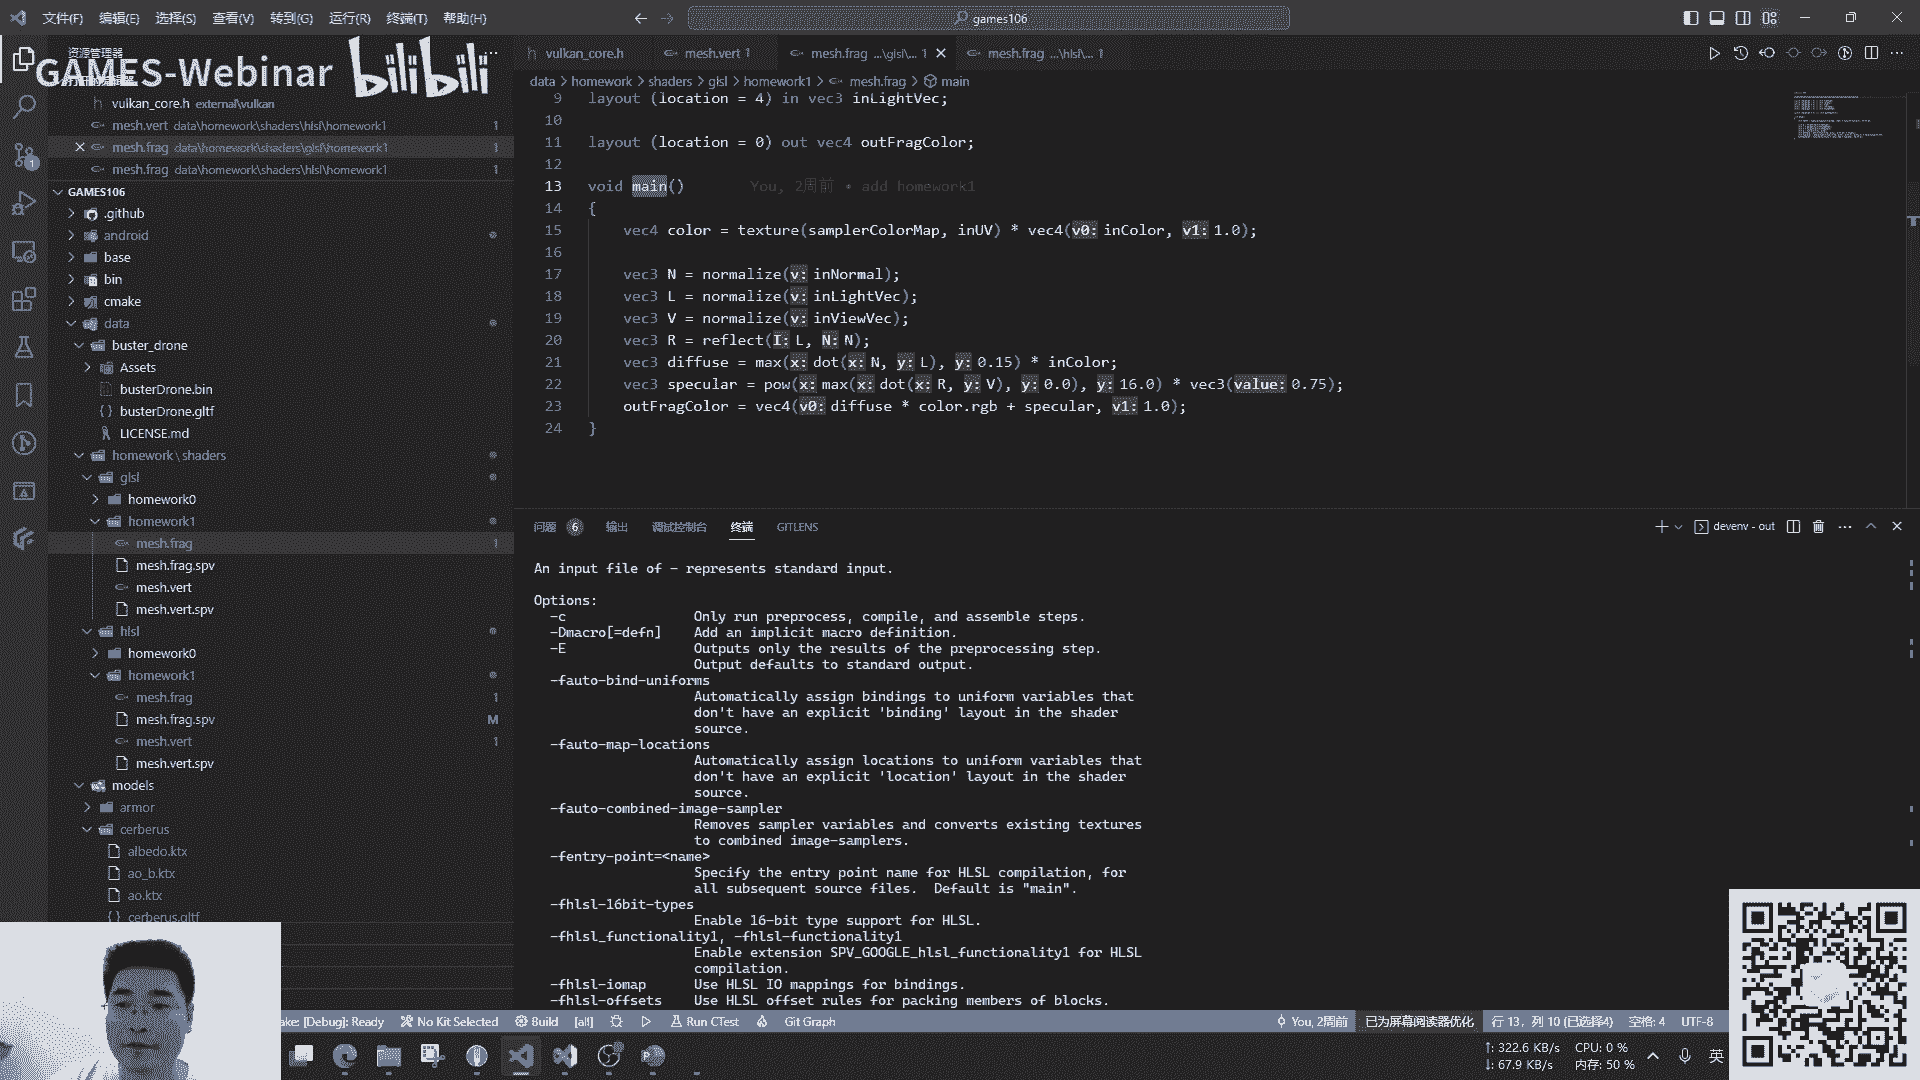 文件(F) 编辑(E) 选择(S) 查看(V) 转到(G) 运行(R) 终端(T) 帮助(H)
games106
资源管理器
GAMES-Webinar bilibili
vulkan_core.h external\vulkan
mesh.vert data\homework\shaders\hlsl\homework1 1
mesh.frag data\homework\shaders\glsl\homework1 1
mesh.frag data\homework\shaders\hlsl\homework1 1
GAMES106
.github
android
base
bin
cmake
data
buster_drone
Assets
busterDrone.bin
busterDrone.gltf
LICENSE.md
homework\shaders
glsl
homework0
homework1
mesh.frag 1
mesh.frag.spv
mesh.vert
mesh.vert.spv
hlsl
homework0
homework1
mesh.frag 1
mesh.frag.spv M
mesh.vert 1
mesh.vert.spv
models
armor
cerberus
albedo.ktx
ao_b.ktx
ao.ktx
cerberus.gltf
vulkan_core.h mesh.vert 1 mesh.frag ...\glsl\... 1 mesh.frag ...\hlsl\... 1
data > homework > shaders > glsl > homework1 > mesh.frag > main
9 layout (location = 4) in vec3 inLightVec;
10
11 layout (location = 0) out vec4 outFragColor;
12
13 void main() You, 2周前 • add homework1
14 {
15 vec4 color = texture(samplerColorMap, inUV) * vec4(v0: inColor, v1: 1.0);
16
17 vec3 N = normalize(v: inNormal);
18 vec3 L = normalize(v: inLightVec);
19 vec3 V = normalize(v: inViewVec);
20 vec3 R = reflect(I: L, N: N);
21 vec3 diffuse = max(x: dot(x: N, y: L), y: 0.15) * inColor;
22 vec3 specular = pow(x: max(x: dot(x: R, y: V), y: 0.0), y: 16.0) * vec3(value: 0.75);
23 outFragColor = vec4(v0: diffuse * color.rgb + specular, v1: 1.0);
24 }
问题 6 输出 调试控制台 终端 GITLENS
devenv - out
An input file of - represents standard input.
Options:
-c Only run preprocess, compile, and assemble steps.
-Dmacro[=defn] Add an implicit macro definition.
-E Outputs only the results of the preprocessing step.
Output defaults to standard output.
-fauto-bind-uniforms
Automatically assign bindings to uniform variables that
don't have an explicit 'binding' layout in the shader
source.
-fauto-map-locations
Automatically assign locations to uniform variables that
don't have an explicit 'location' layout in the shader
source.
-fauto-combined-image-sampler
Removes sampler variables and converts existing textures
to combined image-samplers.
-fentry-point=<name>
Specify the entry point name for HLSL compilation, for
all subsequent source files. Default is "main".
-fhlsl-16bit-types
Enable 16-bit type support for HLSL.
-fhlsl_functionality1, -fhlsl-functionality1
Enable extension SPV_GOOGLE_hlsl_functionality1 for HLSL
compilation.
-fhlsl-iomap Use HLSL IO mappings for bindings.
-fhlsl-offsets Use HLSL offset rules for packing members of blocks.
ake: [Debug]: Ready No Kit Selected Build [all] Run CTest Git Graph
You, 2周前 已为屏幕阅读器优化 行 13，列 10 (已选择4) 空格: 4 UTF-8
↑: 322.6 KB/s CPU: 0 %
↓: 67.9 KB/s 内存: 50 %
英